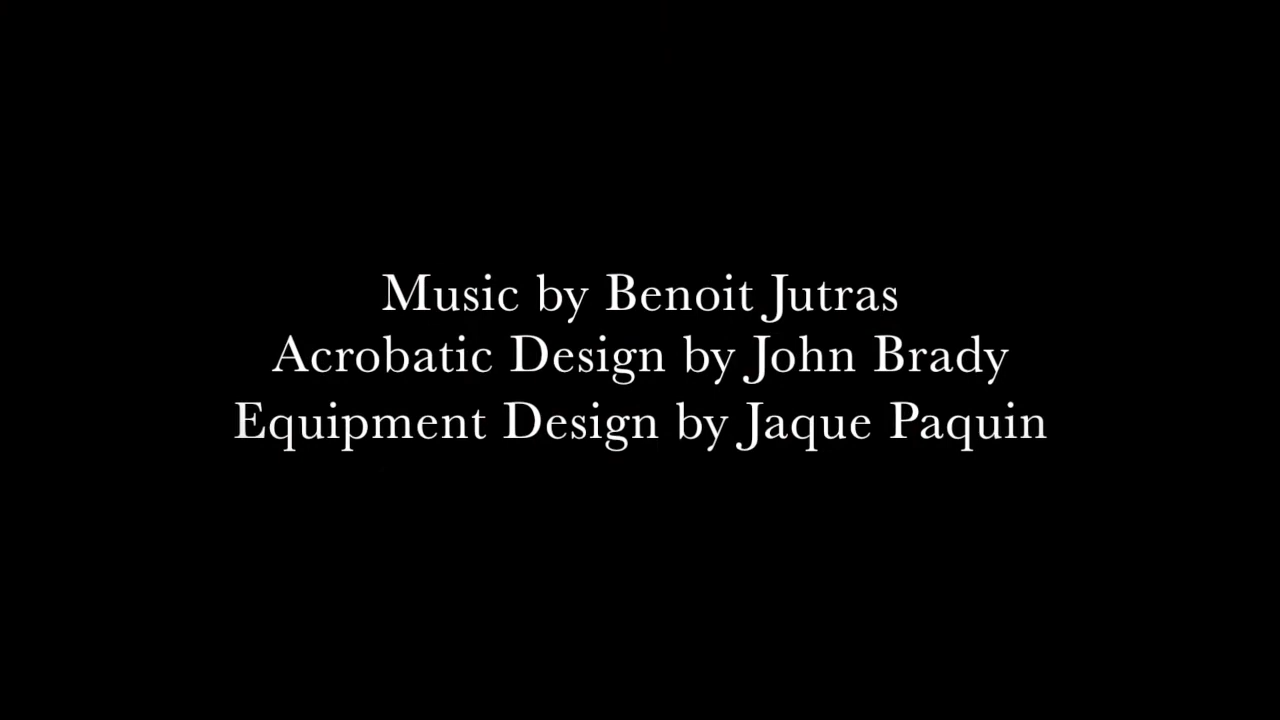 Music by Benoit Jutras
Acrobatic Design by John Brady
Equipment Design by Jaque Paquin